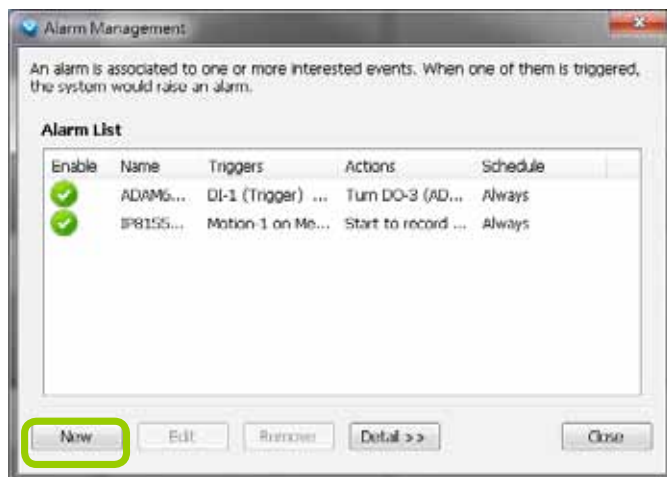 Alarm Management
An alarm is associated to one or more interested events. When one of them is triggered,
the system would raise an alarm.
Alarm List
Enable Name Triggers Actions Schedule
ADAM6... DI-1 (Trigger) ... Turn DO-3 (AD... Always
IP8155... Motion-1 on Me... Start to record ... Always
New Edit Remove Detail >> Close